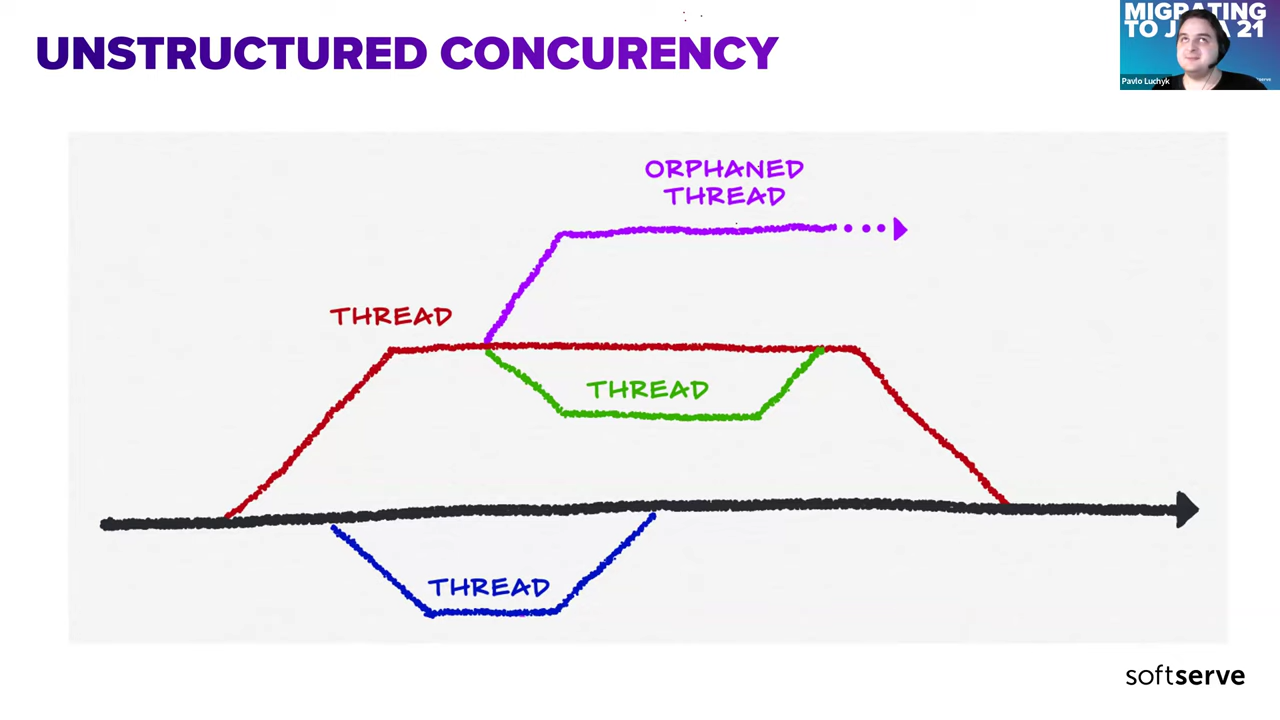 UNSTRUCTURED CONCURENCY
MIGRATING
TO J A 21
Pavlo Luchyk
ORPHANED
THREAD
THREAD
THREAD
THREAD
softserve